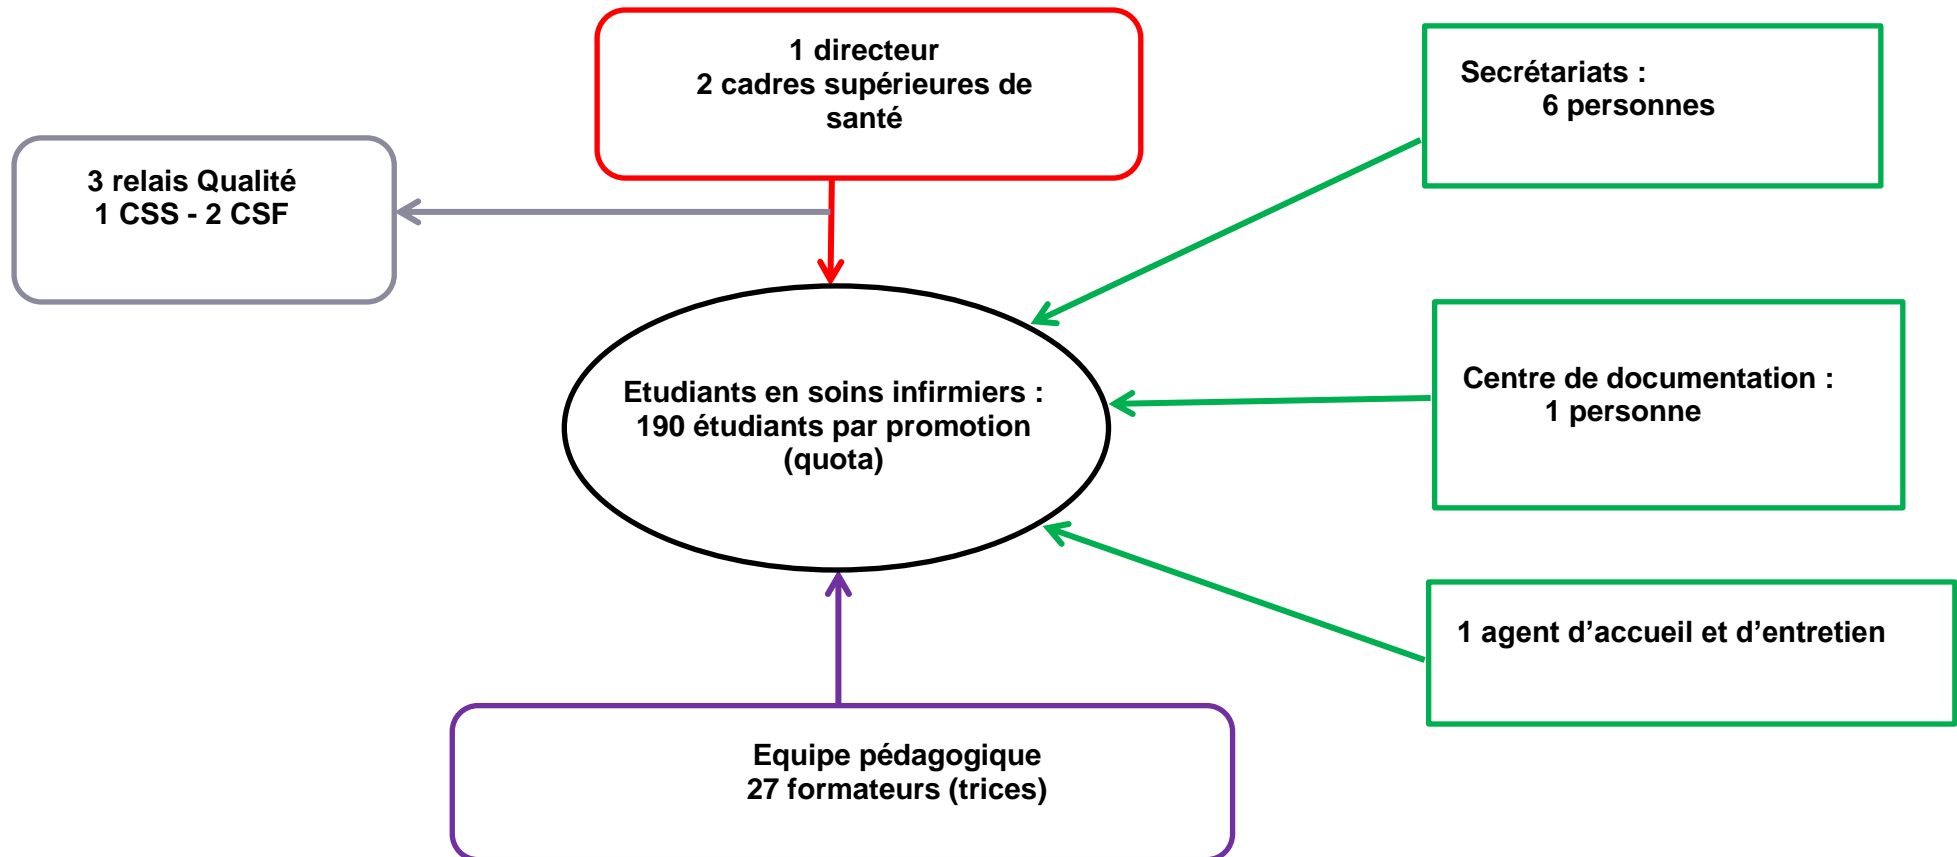 1 directeur
2 cadres supérieures de
santé
Secrétariats :
6 personnes
3 relais Qualité
1 CSS - 2 CSF
Etudiants en soins infirmiers :
190 étudiants par promotion
(quota)
Centre de documentation :
1 personne
1 agent d’accueil et d’entretien
Equipe pédagogique
27 formateurs (trices)